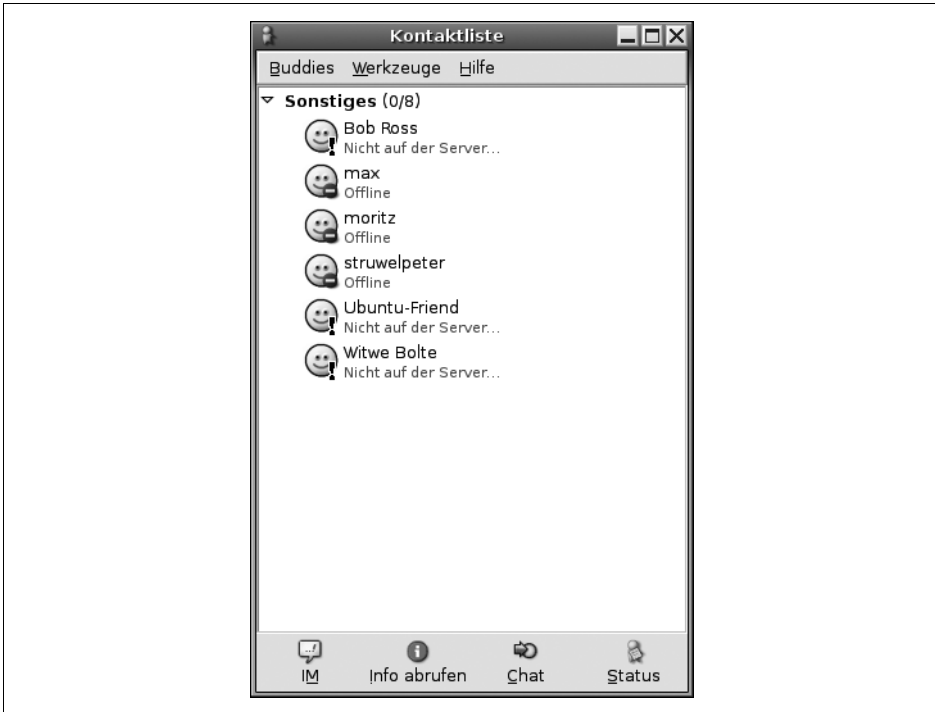 Kontaktliste
Buddies Werkzeuge Hilfe
Sonstiges (0/8)
Bob Ross
Nicht auf der Server...
max
Offline
moritz
Offline
struwelpeter
Offline
Ubuntu-Friend
Nicht auf der Server...
Witwe Bolte
Nicht auf der Server...
IM Info abrufen Chat Status